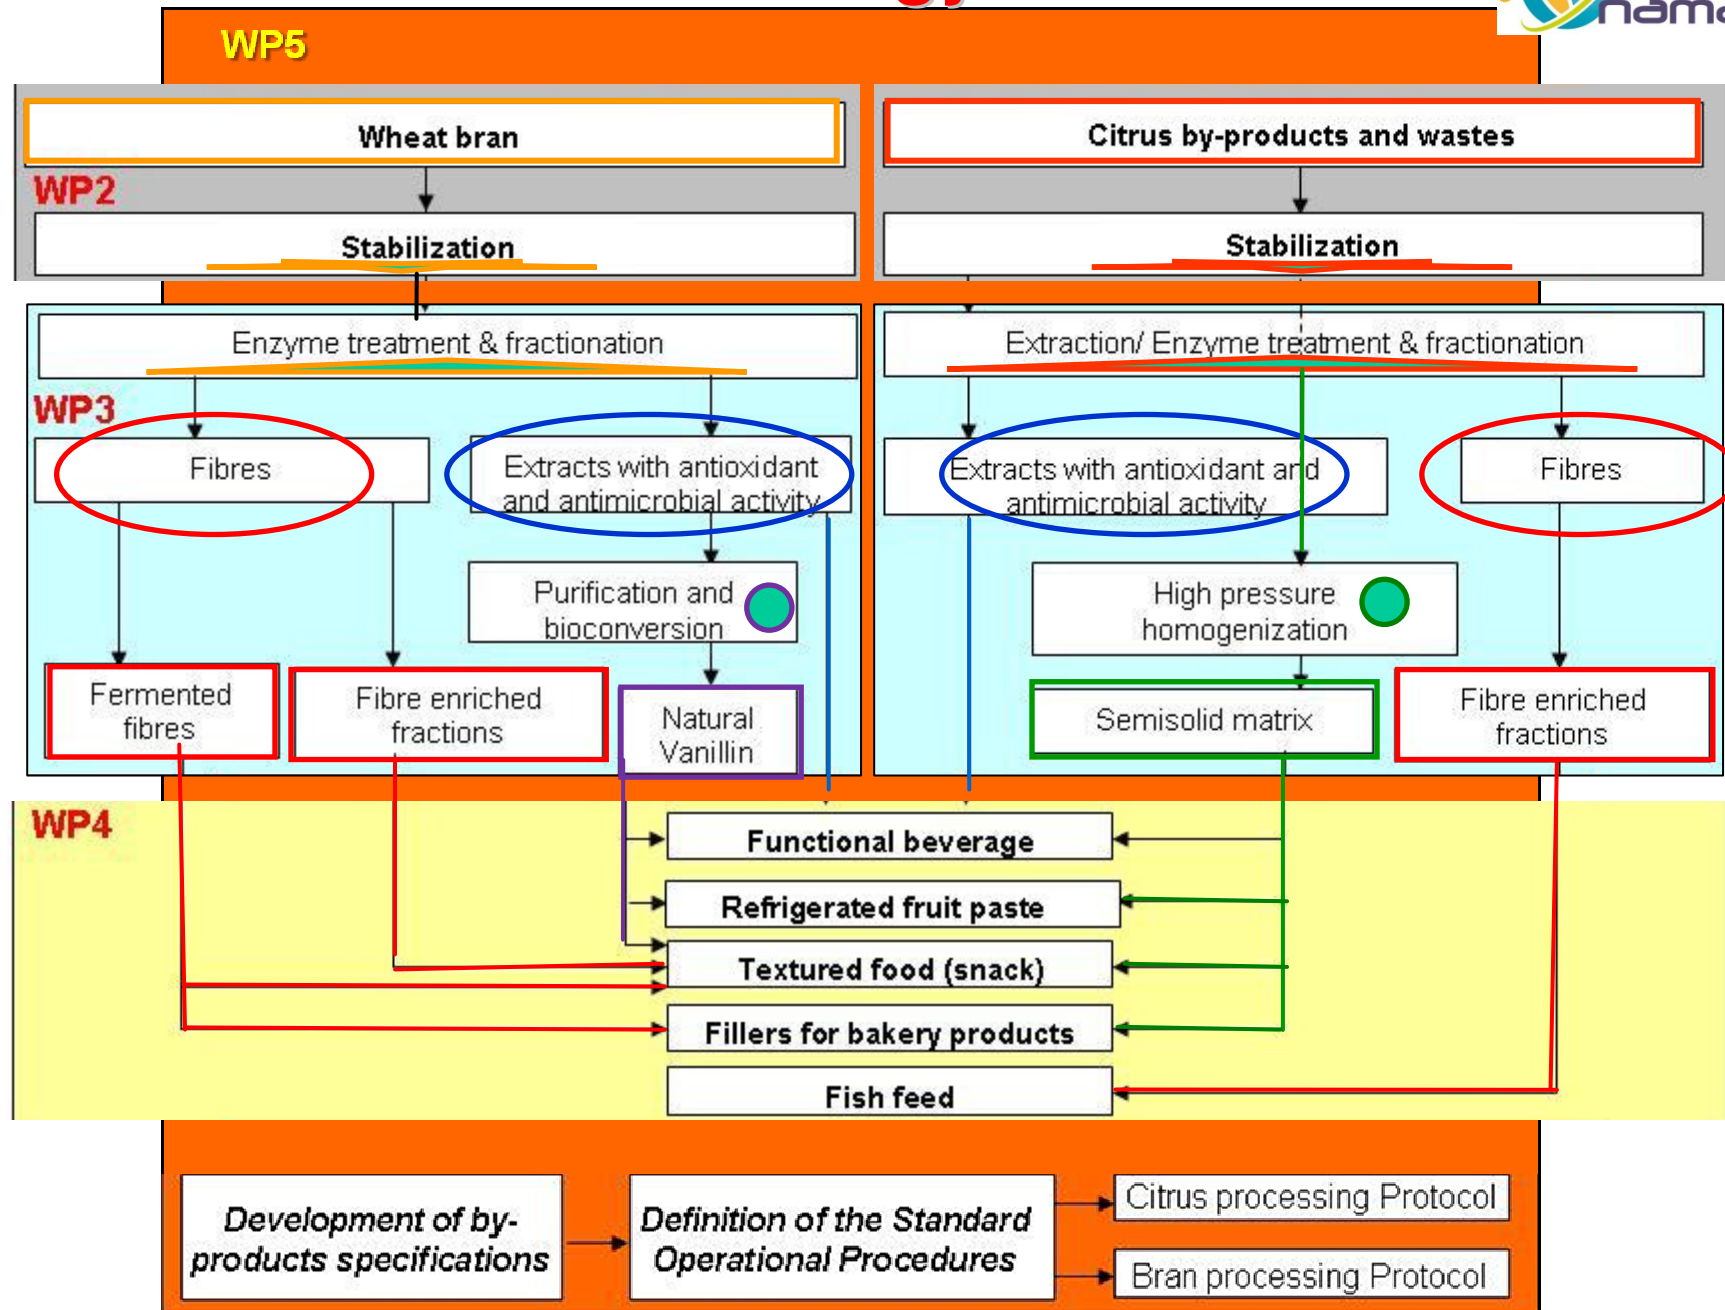 WP5
Wheat bran
Citrus by-products and wastes
WP2
Stabilization
Stabilization
Enzyme treatment & fractionation
Extraction/ Enzyme treatment & fractionation
WP3
Fibres
Extracts with antioxidant
and antimicrobial activity
Extracts with antioxidant and
antimicrobial activity
Fibres
Purification and
bioconversion
High pressure
homogenization
Fermented
fibres
Fibre enriched
fractions
Natural
Vanillin
Semisolid matrix
Fibre enriched
fractions
WP4
Functional beverage
Refrigerated fruit paste
Textured food (snack)
Fillers for bakery products
Fish feed
Development of by-
products specifications
Definition of the Standard
Operational Procedures
Citrus processing Protocol
Bran processing Protocol